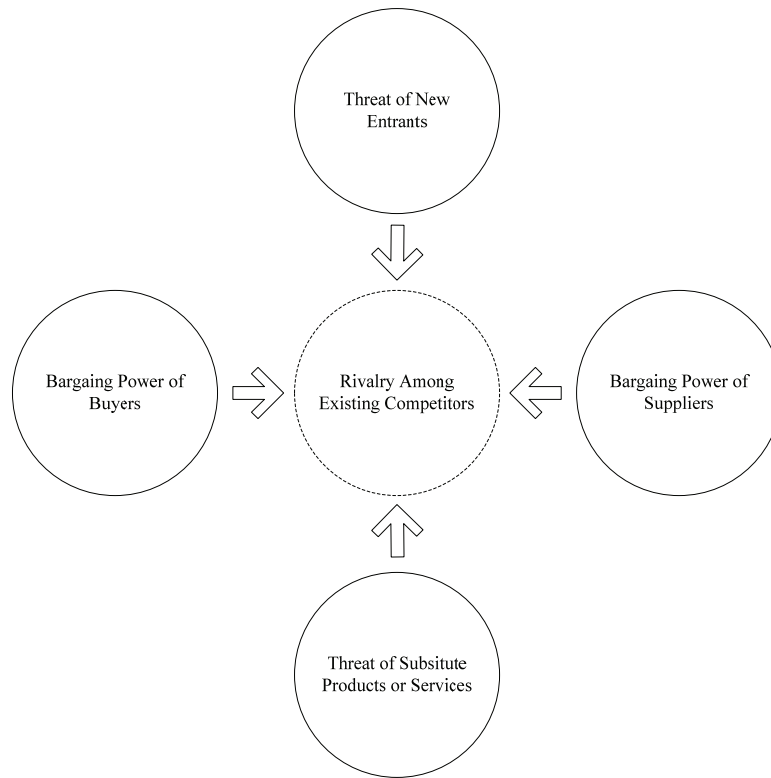 Threat of New
Entrants
Bargaing Power of
Buyers
Rivalry Among
Existing Competitors
Bargaing Power of
Suppliers
Threat of Subsitute
Products or Services